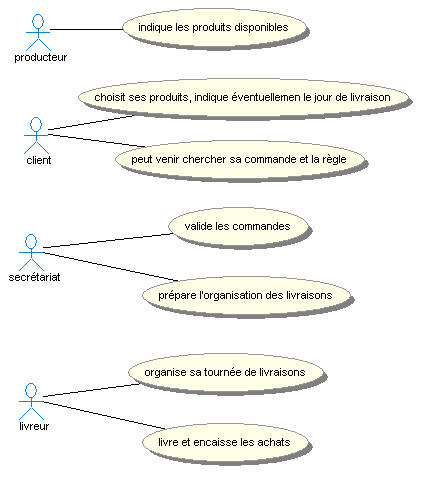 indique les produits disponibles
producteur
choisit ses produits, indique éventuellemen le jour de livraison
client
peut venir chercher sa commande et la règle
valide les commandes
secrétariat
prépare l'organisation des livraisons
organise sa tournée de livraisons
livreur
livre et encaisse les achats